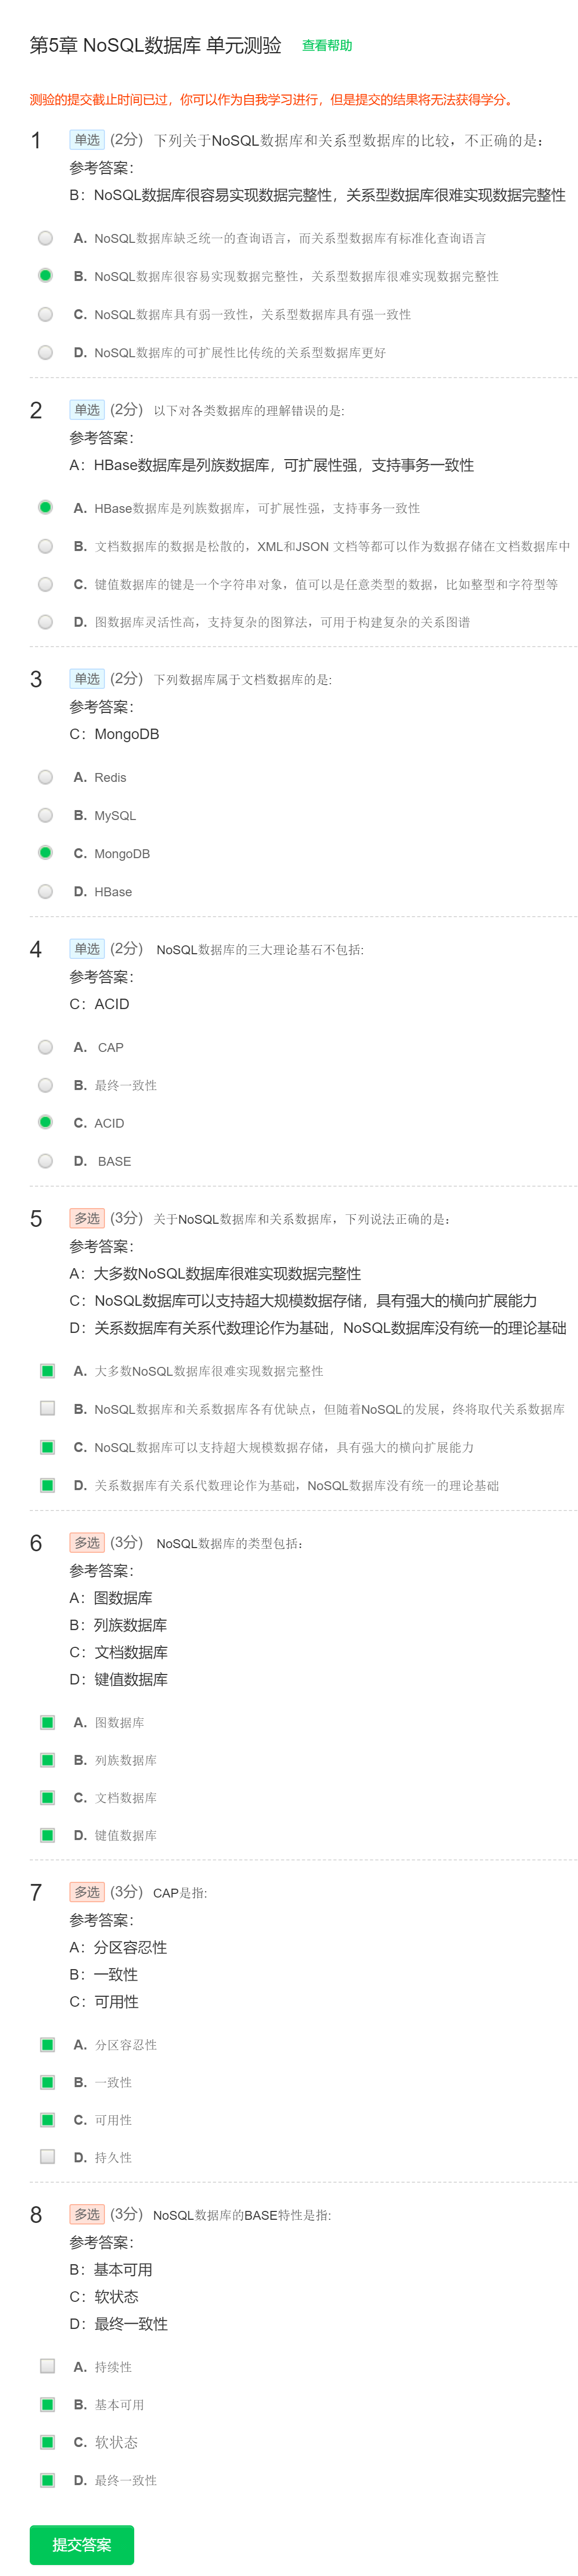 第5章 NoSQL数据库 单元测验 查看帮助
测验的提交截止时间已过，你可以作为自我学习进行，但是提交的结果将无法获得学分。
1 单选 (2分) 下列关于NoSQL数据库和关系型数据库的比较，不正确的是：
参考答案：
B：NoSQL数据库很容易实现数据完整性，关系型数据库很难实现数据完整性
A. NoSQL数据库缺乏统一的查询语言，而关系型数据库有标准化查询语言
B. NoSQL数据库很容易实现数据完整性，关系型数据库很难实现数据完整性
C. NoSQL数据库具有弱一致性，关系型数据库具有强一致性
D. NoSQL数据库的可扩展性比传统的关系型数据库更好
2 单选 (2分) 以下对各类数据库的理解错误的是:
参考答案：
A：HBase数据库是列族数据库，可扩展性强，支持事务一致性
A. HBase数据库是列族数据库，可扩展性强，支持事务一致性
B. 文档数据库的数据是松散的，XML和JSON 文档等都可以作为数据存储在文档数据库中
C. 键值数据库的键是一个字符串对象，值可以是任意类型的数据，比如整型和字符型等
D. 图数据库灵活性高，支持复杂的图算法，可用于构建复杂的关系图谱
3 单选 (2分) 下列数据库属于文档数据库的是:
参考答案：
C：MongoDB
A. Redis
B. MySQL
C. MongoDB
D. HBase
4 单选 (2分) NoSQL数据库的三大理论基石不包括:
参考答案：
C：ACID
A. CAP
B. 最终一致性
C. ACID
D. BASE
5 多选 (3分) 关于NoSQL数据库和关系数据库，下列说法正确的是：
参考答案：
A：大多数NoSQL数据库很难实现数据完整性
C：NoSQL数据库可以支持超大规模数据存储，具有强大的横向扩展能力
D：关系数据库有关系代数理论作为基础，NoSQL数据库没有统一的理论基础
A. 大多数NoSQL数据库很难实现数据完整性
B. NoSQL数据库和关系数据库各有优缺点，但随着NoSQL的发展，终将取代关系数据库
C. NoSQL数据库可以支持超大规模数据存储，具有强大的横向扩展能力
D. 关系数据库有关系代数理论作为基础，NoSQL数据库没有统一的理论基础
6 多选 (3分) NoSQL数据库的类型包括：
参考答案：
A：图数据库
B：列族数据库
C：文档数据库
D：键值数据库
A. 图数据库
B. 列族数据库
C. 文档数据库
D. 键值数据库
7 多选 (3分) CAP是指:
参考答案：
A：分区容忍性
B：一致性
C：可用性
A. 分区容忍性
B. 一致性
C. 可用性
D. 持久性
8 多选 (3分) NoSQL数据库的BASE特性是指:
参考答案：
B：基本可用
C：软状态
D：最终一致性
A. 持续性
B. 基本可用
C. 软状态
D. 最终一致性
提交答案